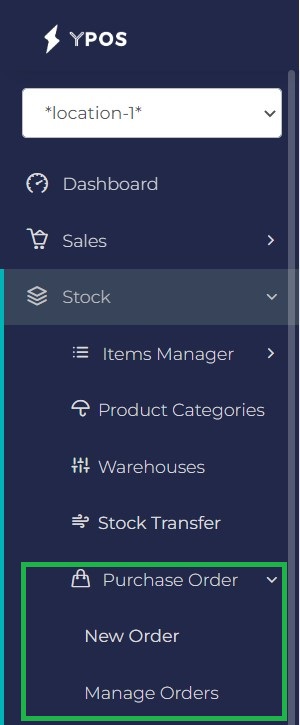 YPOS
*location-1*
Dashboard
Sales
Stock
Items Manager
Product Categories
Warehouses
Stock Transfer
Purchase Order
New Order
Manage Orders